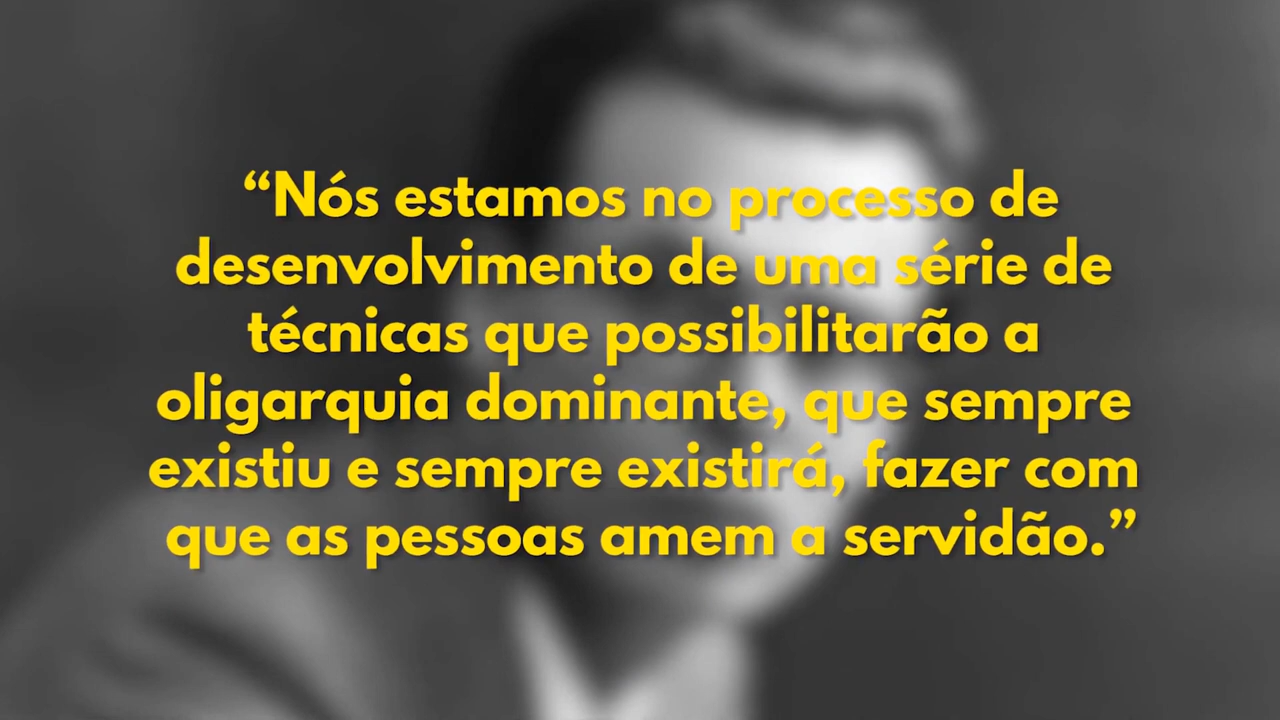 “Nós estamos no processo de
desenvolvimento de uma série de
técnicas que possibilitarão a
oligarquia dominante, que sempre
existiu e sempre existirá, fazer com
que as pessoas amem a servidão.”